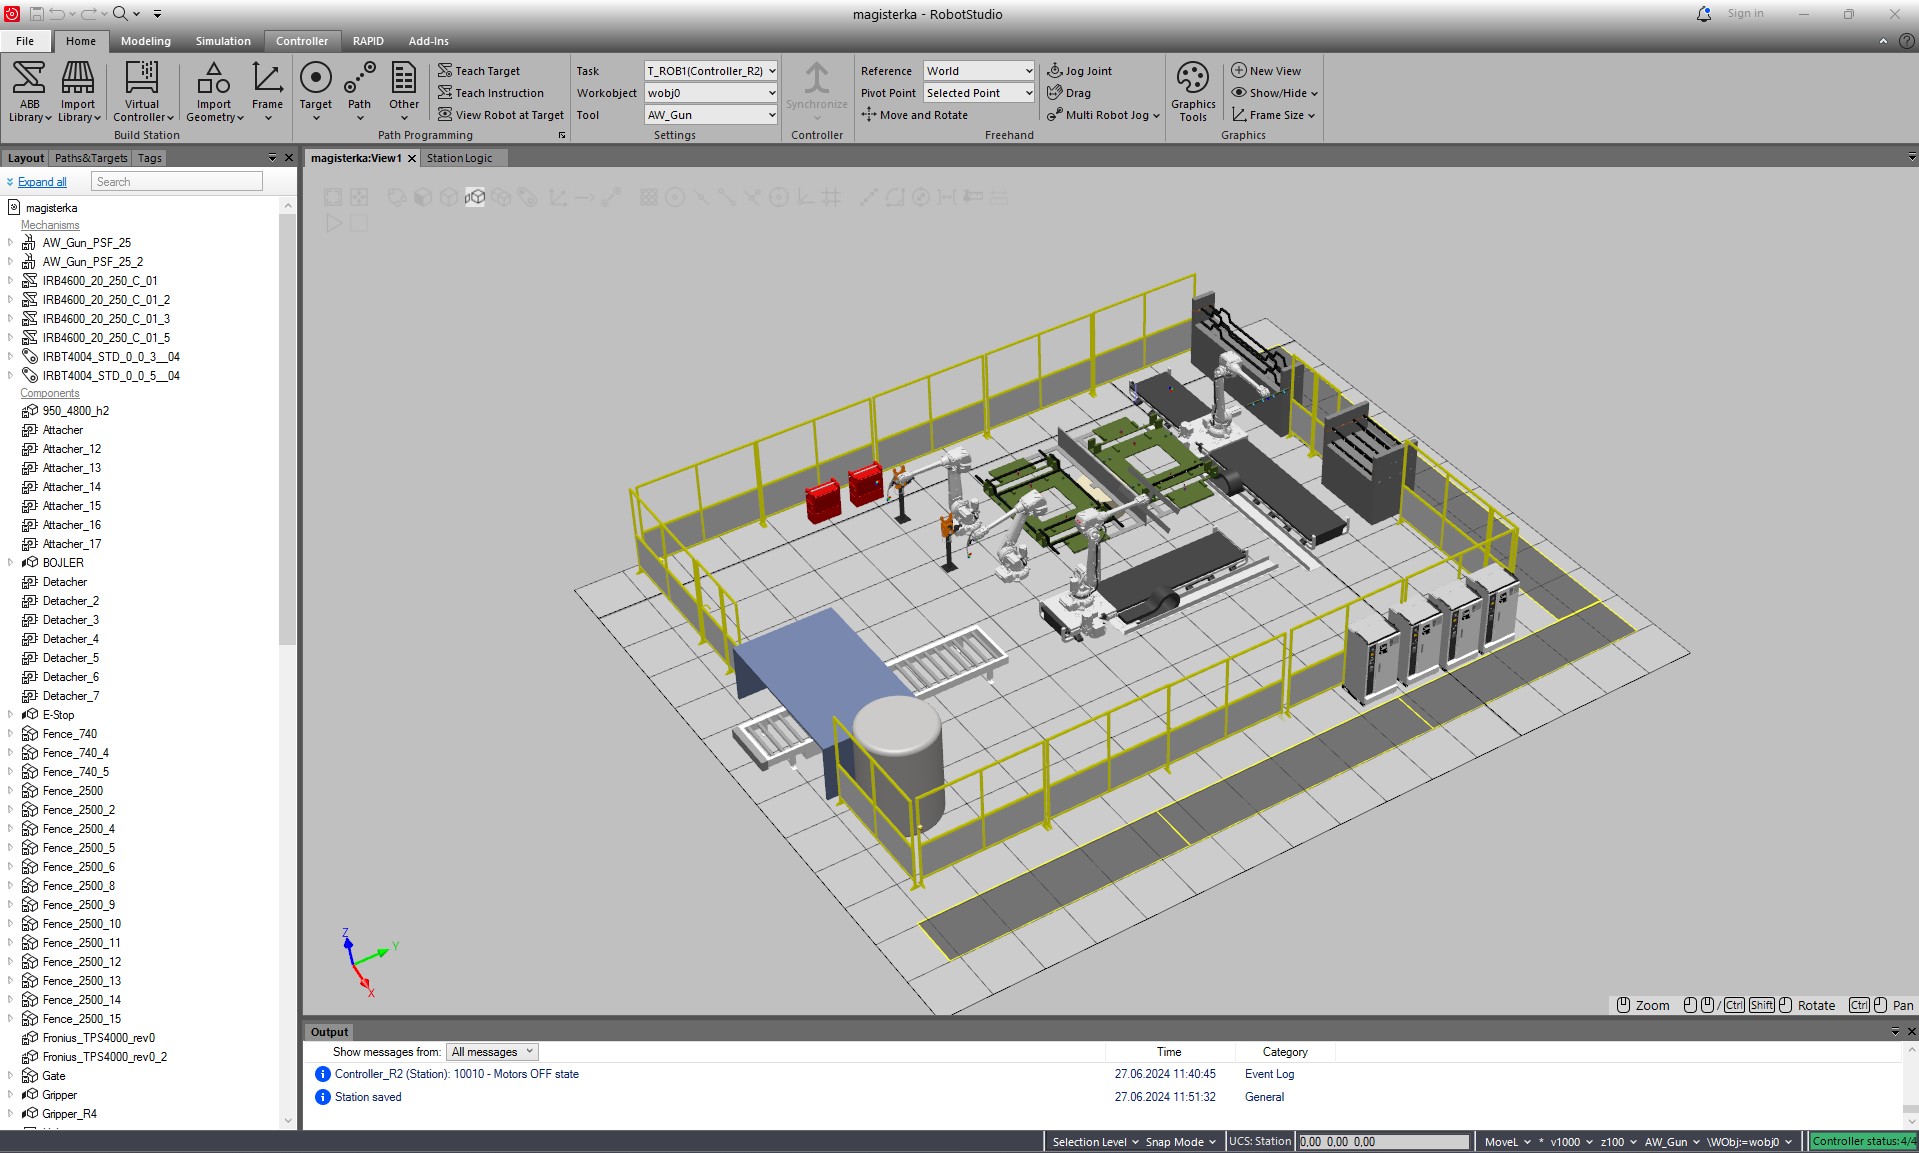 magisterka - RobotStudio
Sign in
File Home Modeling Simulation Controller RAPID Add-Ins
ABB Library
Import Library
Virtual Controller
Import Geometry
Frame
Build Station
Target
Path
Other
Teach Target
Teach Instruction
View Robot at Target
Path Programming
Task T_ROB1(Controller_R2)
Workobject wobj0
Tool AW_Gun
Settings
Synchronize
Controller
Reference World
Pivot Point Selected Point
Move and Rotate
Jog Joint
Drag
Multi Robot Jog
Freehand
Graphics Tools
New View
Show/Hide
Frame Size
Graphics
Layout Paths&Targets Tags
Expand all Search
magisterka
Mechanisms
AW_Gun_PSF_25
AW_Gun_PSF_25_2
IRB4600_20_250_C_01
IRB4600_20_250_C_01_2
IRB4600_20_250_C_01_3
IRB4600_20_250_C_01_5
IRBT4004_STD_0_0_3__04
IRBT4004_STD_0_0_5__04
Components
950_4800_h2
Attacher
Attacher_12
Attacher_13
Attacher_14
Attacher_15
Attacher_16
Attacher_17
BOJLER
Detacher
Detacher_2
Detacher_3
Detacher_4
Detacher_5
Detacher_6
Detacher_7
E-Stop
Fence_740
Fence_740_4
Fence_740_5
Fence_2500
Fence_2500_2
Fence_2500_4
Fence_2500_5
Fence_2500_6
Fence_2500_8
Fence_2500_9
Fence_2500_10
Fence_2500_11
Fence_2500_12
Fence_2500_13
Fence_2500_14
Fence_2500_15
Fronius_TPS4000_rev0
Fronius_TPS4000_rev0_2
Gate
Gripper
Gripper_R4
magisterka:View1 Station Logic
Z
Y
X
Zoom / Ctrl Shift Rotate Ctrl Pan
Output
Show messages from: All messages Time Category
Controller_R2 (Station): 10010 - Motors OFF state 27.06.2024 11:40:45 Event Log
Station saved 27.06.2024 11:51:32 General
Selection Level Snap Mode UCS: Station 0,00 0,00 0,00 MoveL * v1000 z100 AW_Gun \WObj:=wobj0 Controller status: 4/4